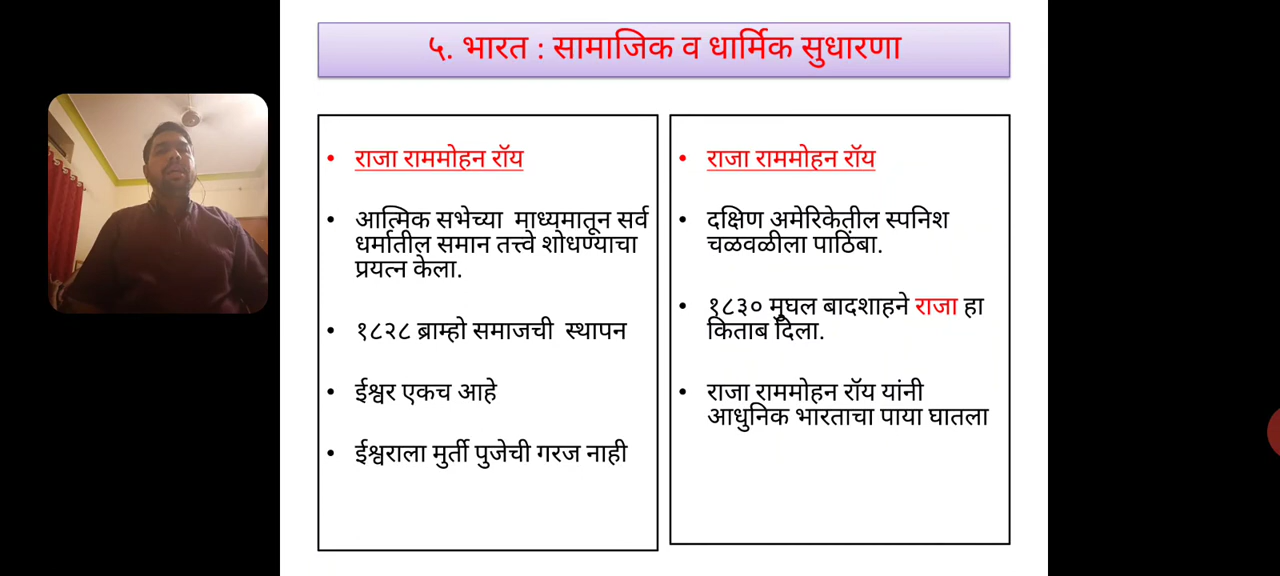 ५. भारत : सामाजिक व धार्मिक सुधारणा
• राजा राममोहन रॉय
• आत्मिक सभेच्या माध्यमातून सर्व
धर्मातील समान तत्त्वे शोधण्याचा
प्रयत्न केला.
• १८२८ ब्राम्हो समाजची स्थापन
• ईश्वर एकच आहे
• ईश्वराला मुर्ती पुजेची गरज नाही
• राजा राममोहन रॉय
• दक्षिण अमेरिकेतील स्पनिश
चळवळीला पाठिंबा.
• १८३० मुघल बादशाहने राजा हा
किताब दिला.
• राजा राममोहन रॉय यांनी
आधुनिक भारताचा पाया घातला